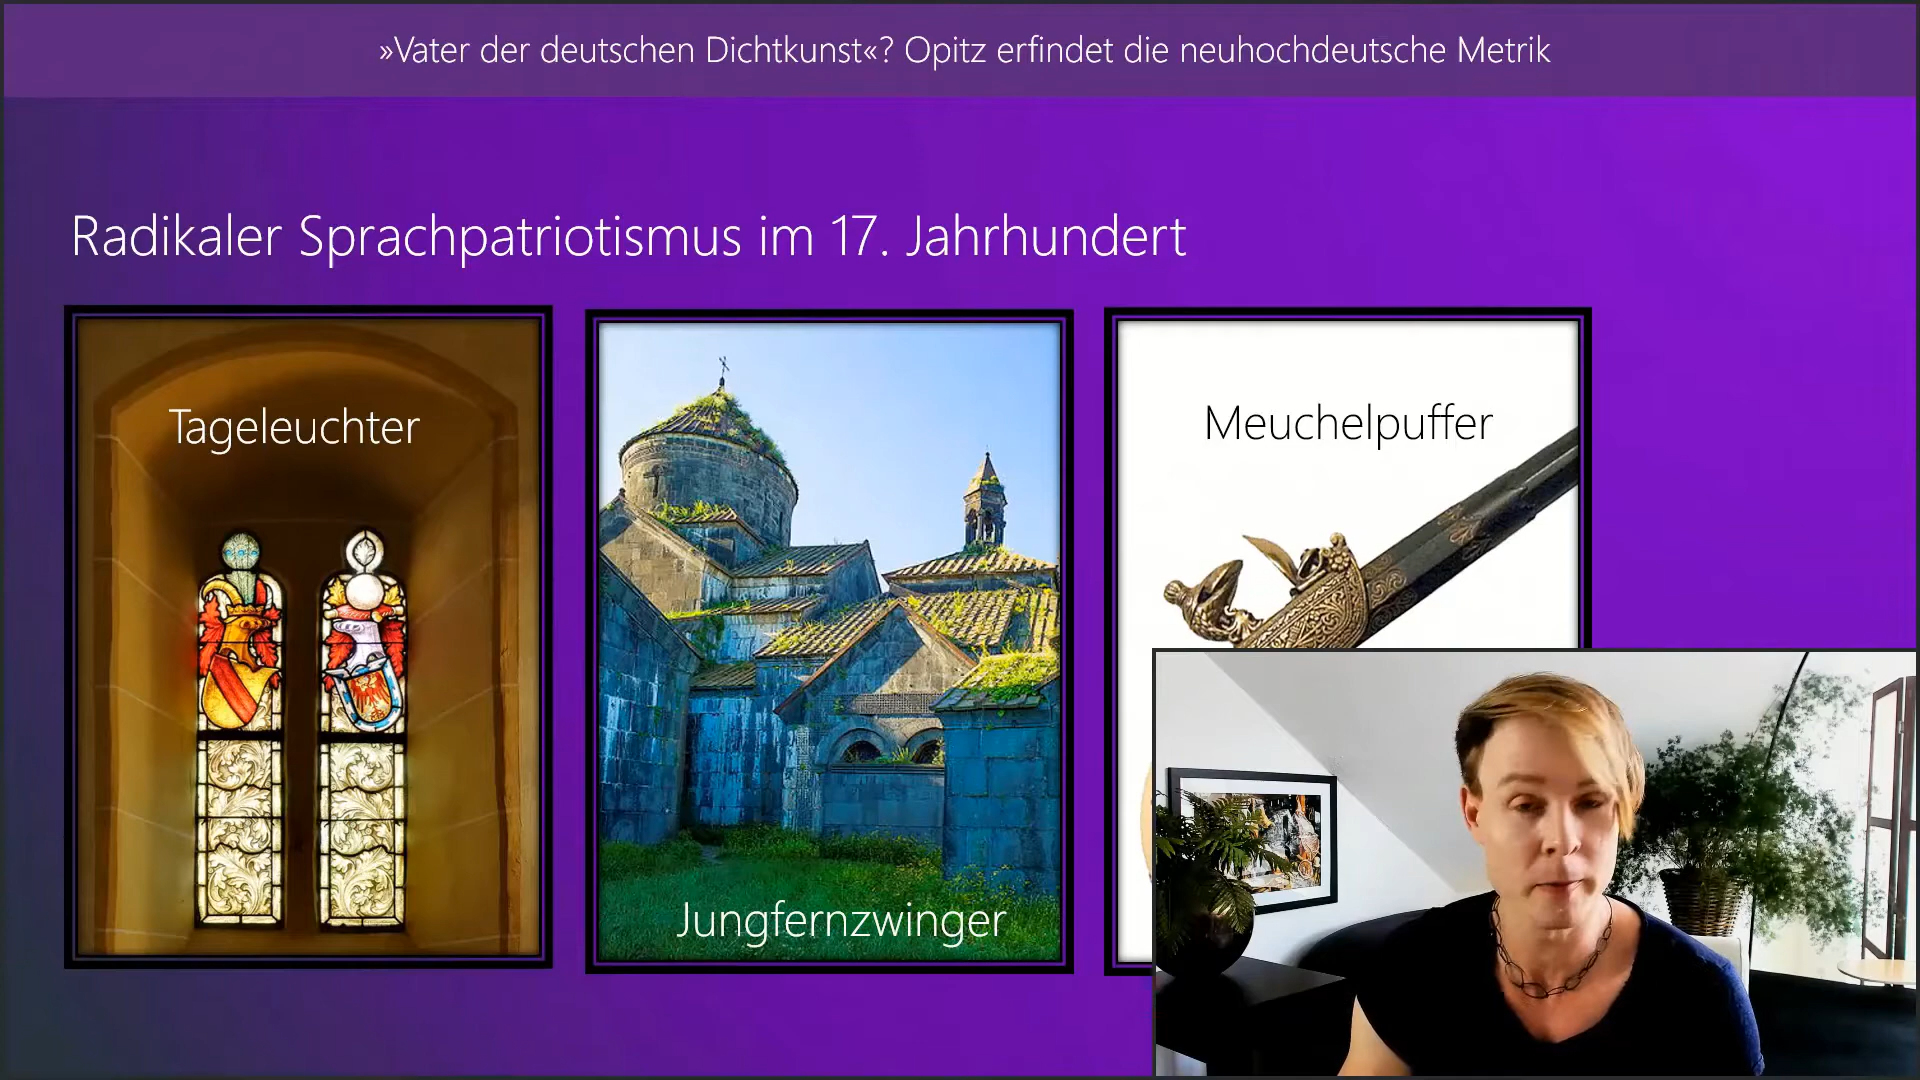 »Vater der deutschen Dichtkunst«? Opitz erfindet die neuhochdeutsche Metrik
Radikaler Sprachpatriotismus im 17. Jahrhundert
Tageleuchter
Meuchelpuffer
Jungfernzwinger